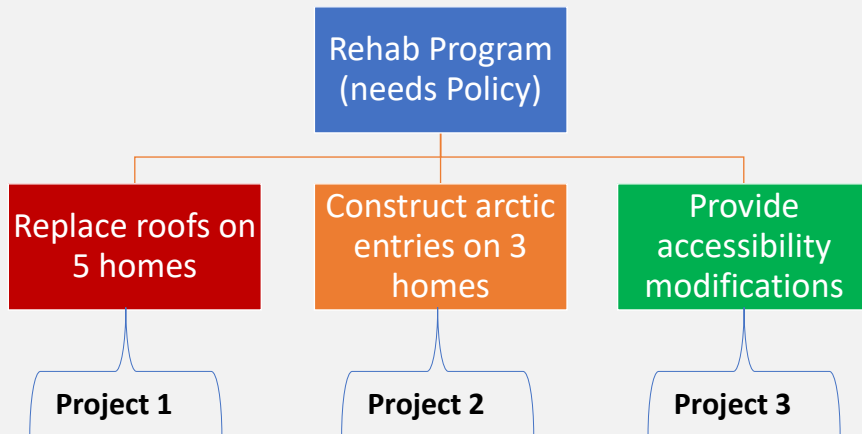 Rehab Program
(needs Policy)
Replace roofs on
5 homes
Construct arctic
entries on 3
homes
Provide
accessibility
modifications
Project 1
Project 2
Project 3